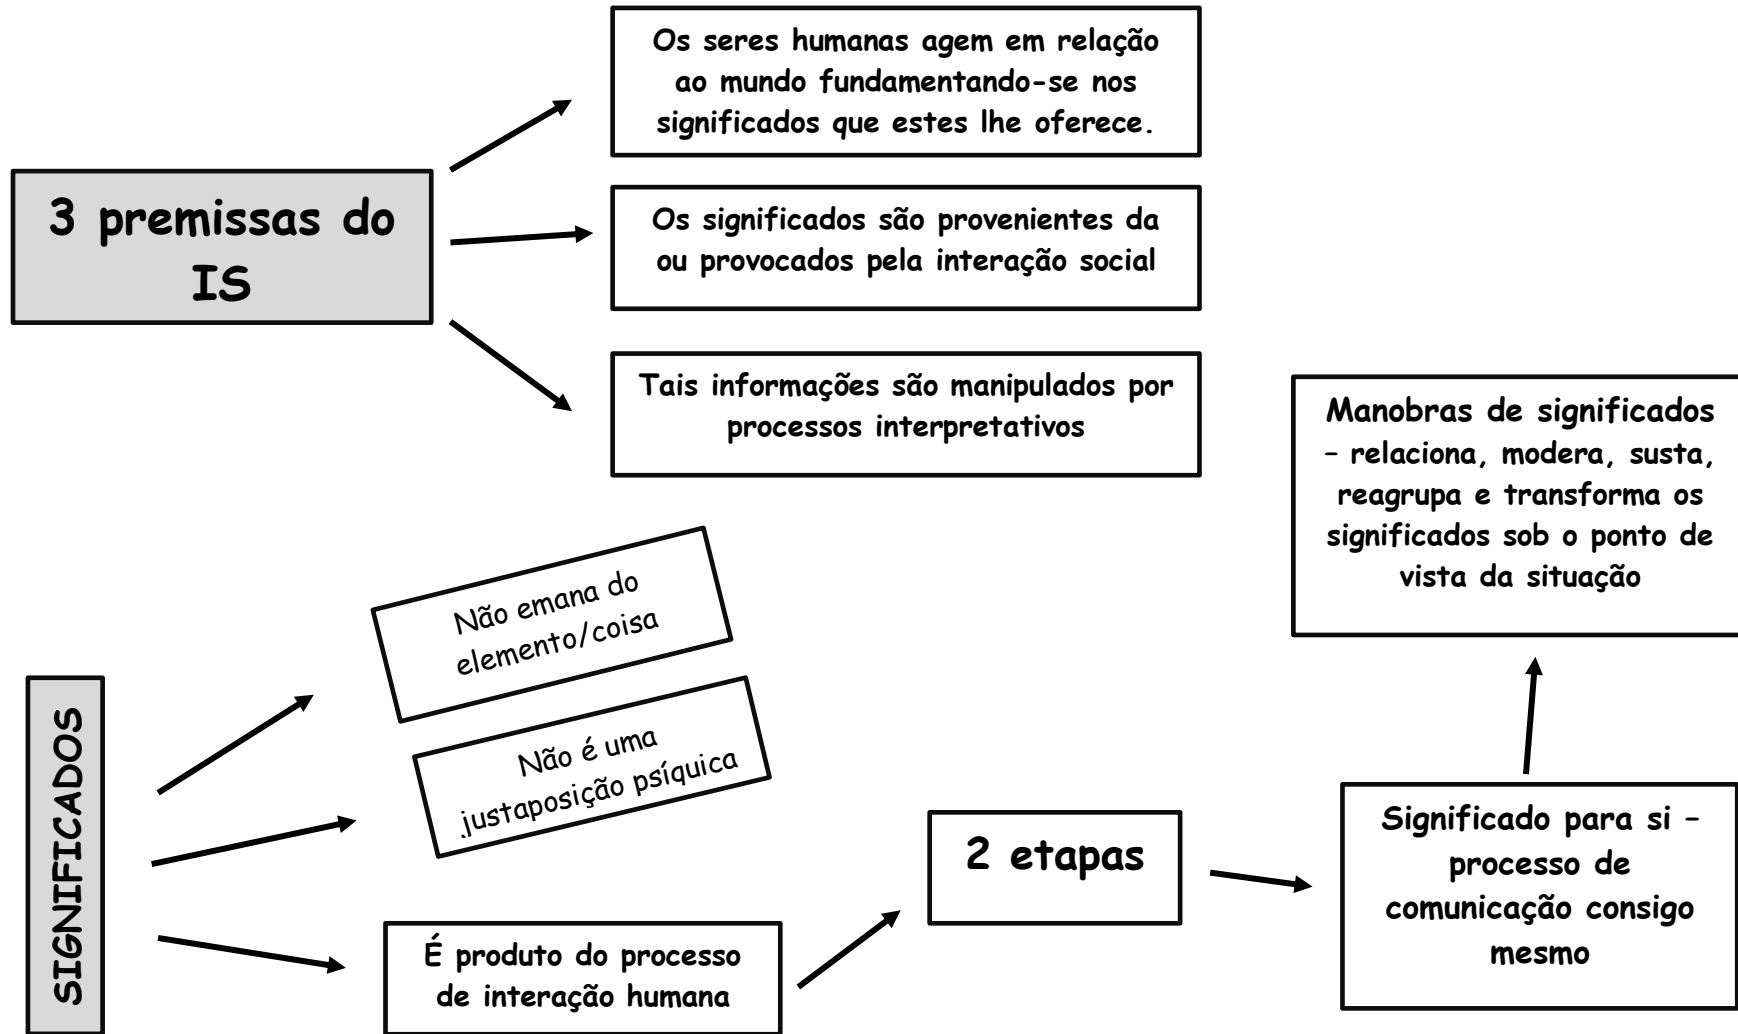 Os seres humanas agem em relação
ao mundo fundamentando-se nos
significados que estes lhe oferece.
3 premissas do
IS
Os significados são provenientes da
ou provocados pela interação social
Tais informações são manipulados por
processos interpretativos
Manobras de significados
– relaciona, modera, susta,
reagrupa e transforma os
significados sob o ponto de
vista da situação
SIGNIFICADOS
Não emana do
elemento/coisa
Não é uma
justaposição psíquica
É produto do processo
de interação humana
2 etapas
Significado para si –
processo de
comunicação consigo
mesmo